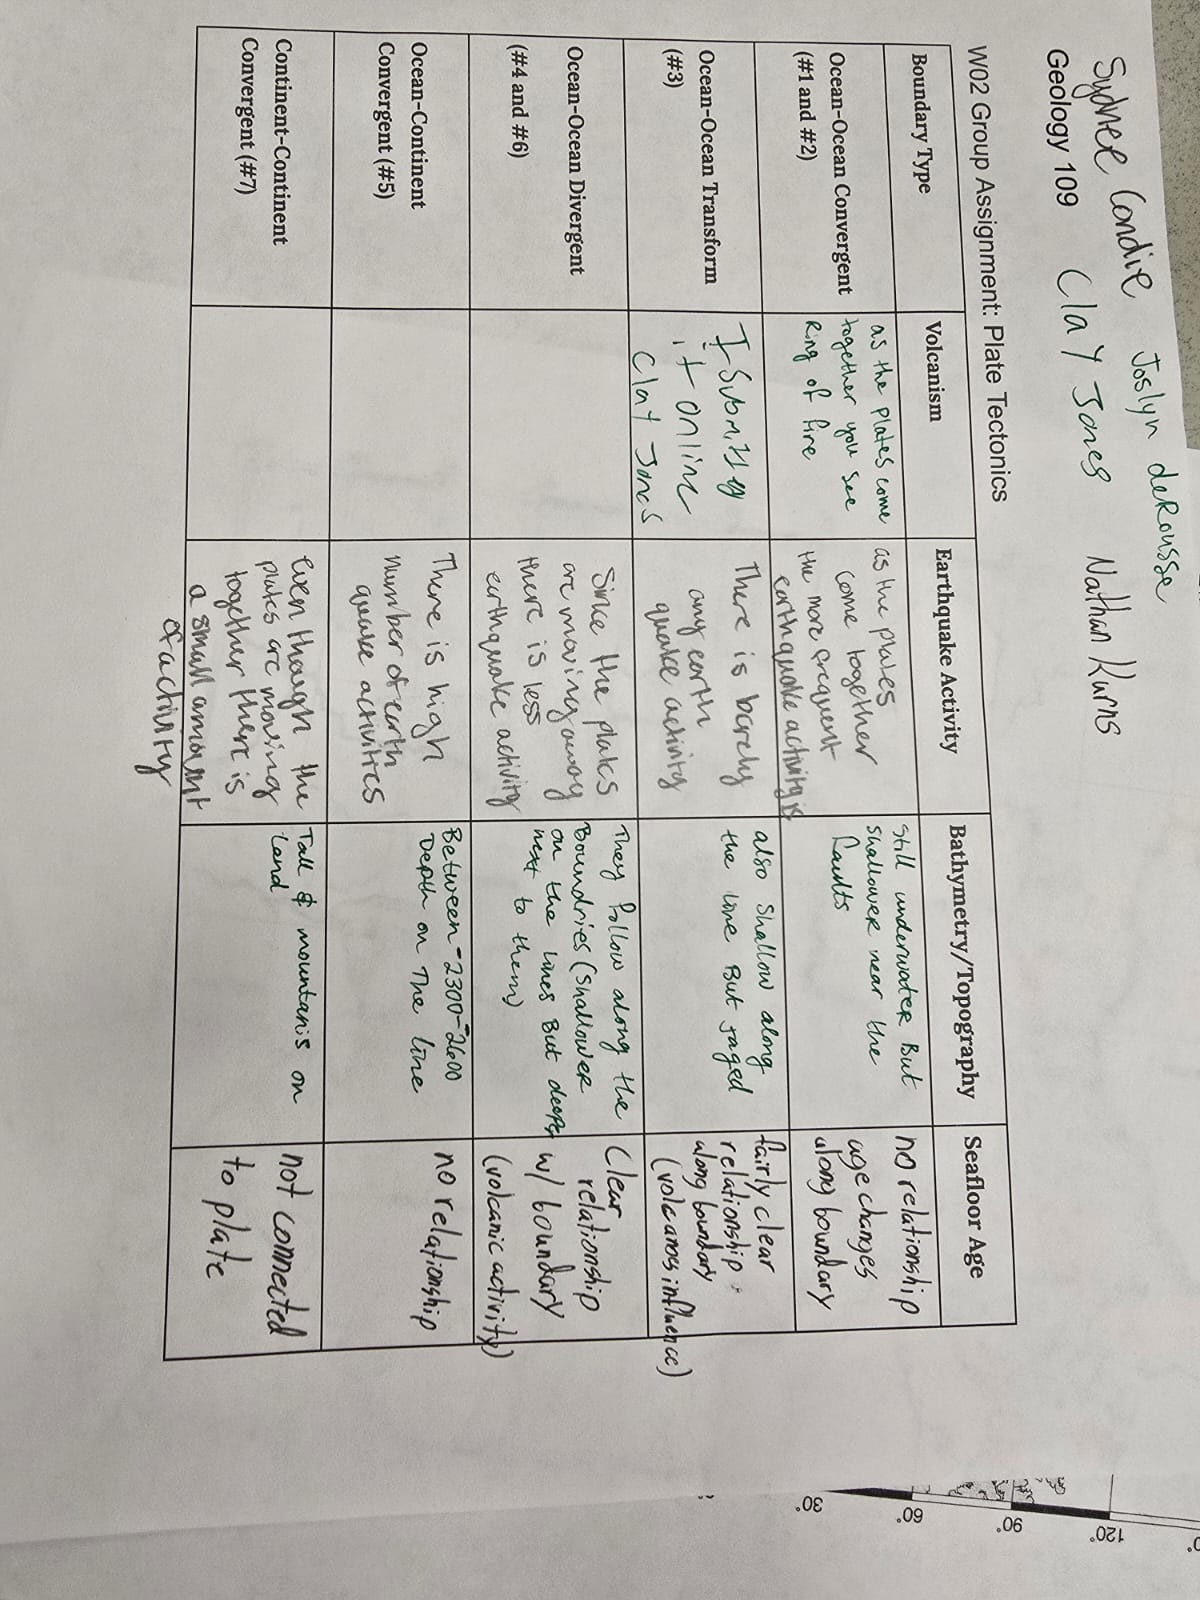 Sydnee Condie
Joslyn deRousse
Geology 109
Clay Jones
Nathan Kurns
W02 Group Assignment: Plate Tectonics
Boundary Type
Volcanism
Earthquake Activity
Bathymetry/Topography
Seafloor Age
Ocean-Ocean Convergent
(#1 and #2)
as the plates come
together you see
Ring of fire
as the plates
come together
the more frequent
earthquake activity is
Still underwater But
shallower near the
faults
no relationship
age changes
along boundary
Ocean-Ocean Transform
(#3)
I Submitted
it online
Clay Jones
There is barely
any earth
quake activity
also shallow along
the line But jaged
fairly clear
relationship
along boundary
(volcanos influence)
Ocean-Ocean Divergent
(#4 and #6)
Since the plates
are moving away
there is less
earthquake activity
They follow along the
Boundries (shallower
on the lines But deeper
next to them)
Clear
relationship
w/ boundary
(volcanic activity)
Ocean-Continent
Convergent (#5)
There is high
number of earth
quake activites
Between -2300--2600
Depth on The line
no relationship
Continent-Continent
Convergent (#7)
Even though the
plates are moving
together there is
a small amount
of activity
Tall & mountanis on
Land
not connected
to plate
30°
60°
90°
120°